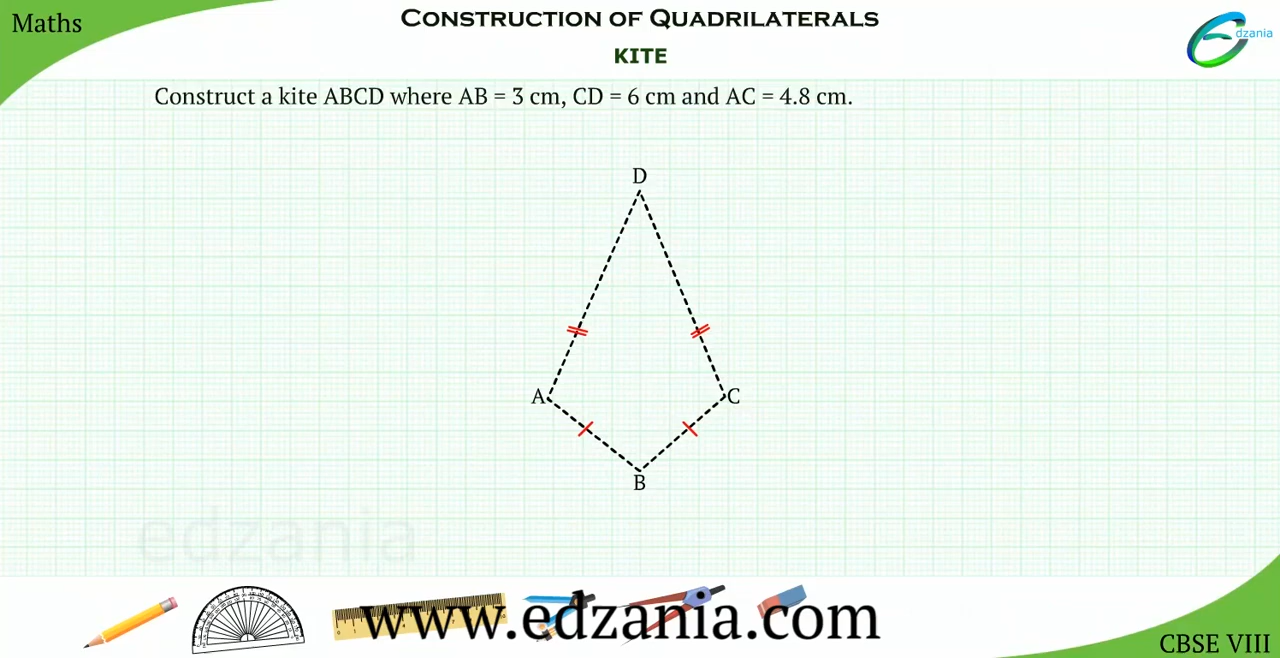 Maths
CONSTRUCTION OF QUADRILATERALS
KITE
dzania
Construct a kite ABCD where AB = 3 cm, CD = 6 cm and AC = 4.8 cm.
D
A
C
B
edzania
www.edzania.com
CBSE VIII